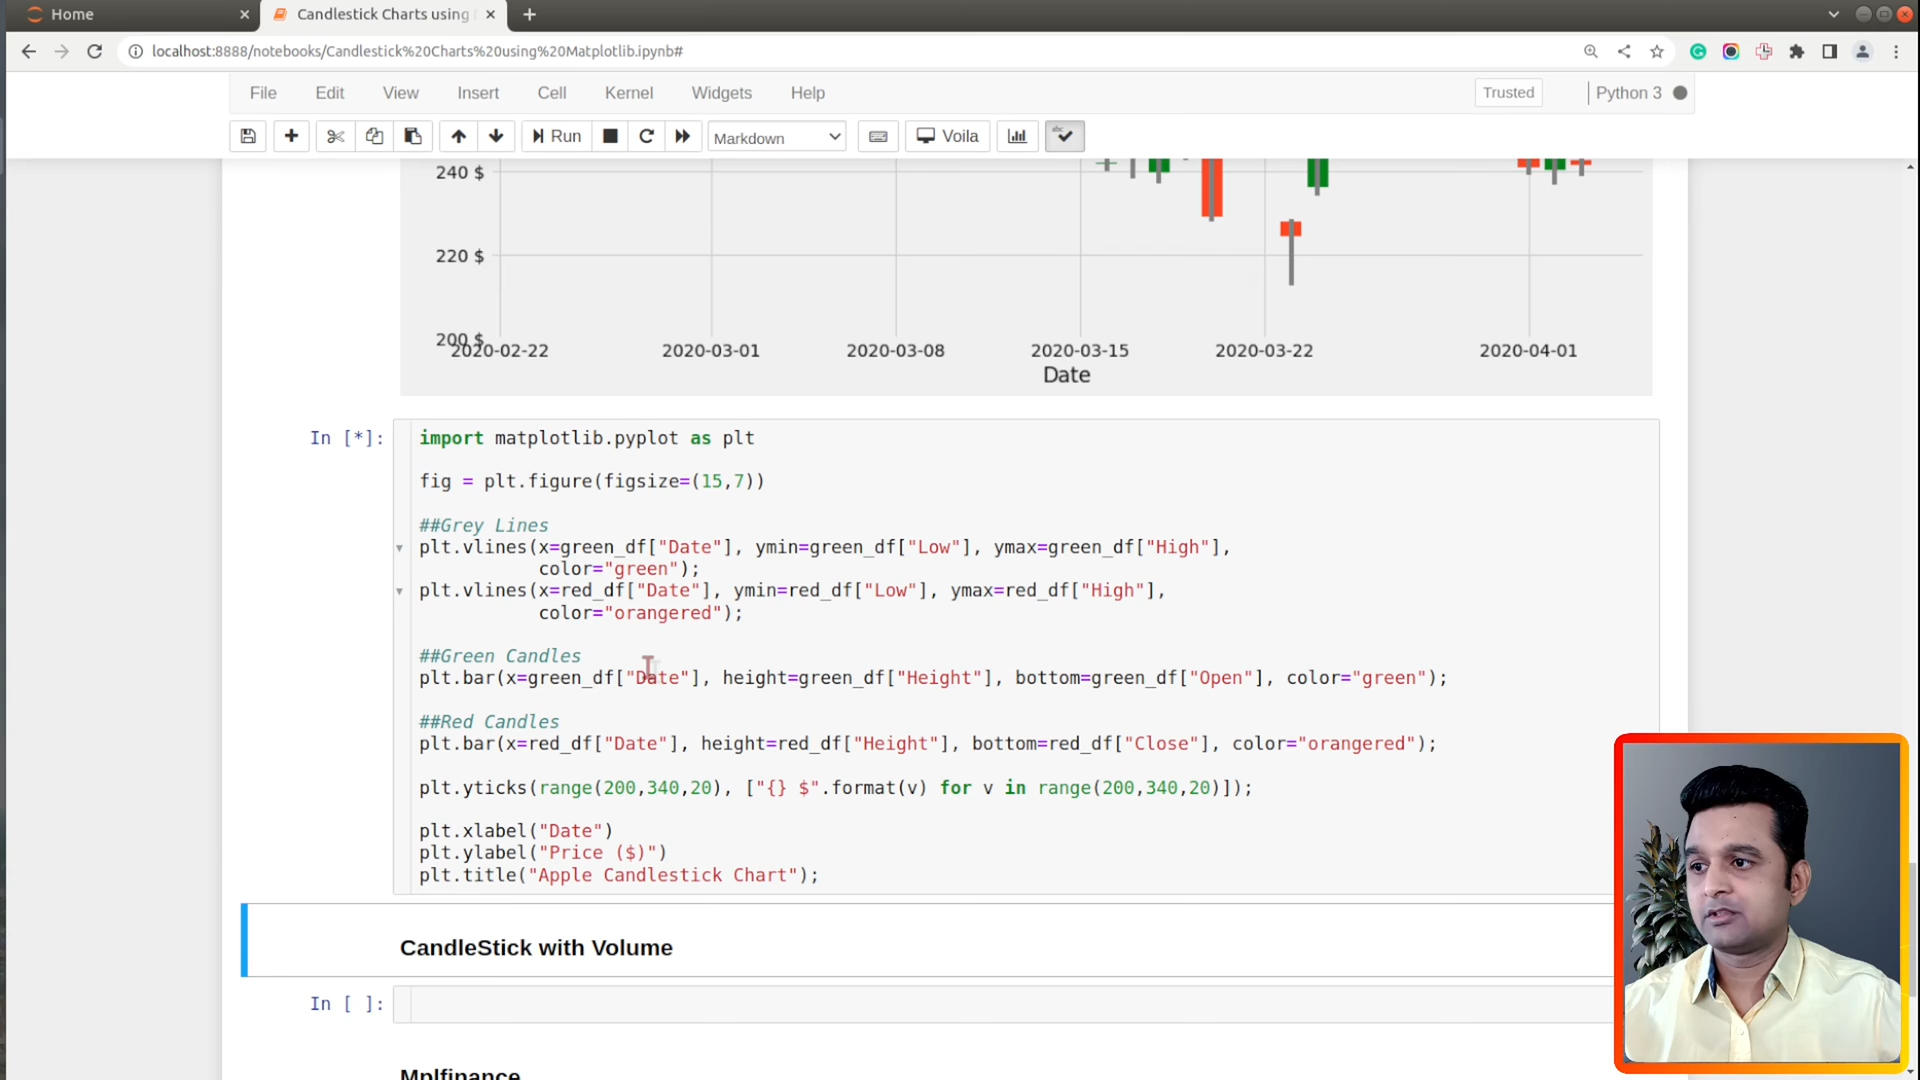 Home
Candlestick Charts using
localhost:8888/notebooks/Candlestick%20Charts%20using%20Matplotlib.ipynb#
File Edit View Insert Cell Kernel Widgets Help Trusted Python 3
Run Markdown Voila
240 $
220 $
200 $
2020-02-22 2020-03-01 2020-03-08 2020-03-15 2020-03-22 2020-04-01
Date
In [*]:
import matplotlib.pyplot as plt
fig = plt.figure(figsize=(15,7))
##Grey Lines
plt.vlines(x=green_df["Date"], ymin=green_df["Low"], ymax=green_df["High"],
color="green");
plt.vlines(x=red_df["Date"], ymin=red_df["Low"], ymax=red_df["High"],
color="orangered");
##Green Candles
plt.bar(x=green_df["Date"], height=green_df["Height"], bottom=green_df["Open"], color="green");
##Red Candles
plt.bar(x=red_df["Date"], height=red_df["Height"], bottom=red_df["Close"], color="orangered");
plt.yticks(range(200,340,20), ["{} $".format(v) for v in range(200,340,20)]);
plt.xlabel("Date")
plt.ylabel("Price ($)")
plt.title("Apple Candlestick Chart");
CandleStick with Volume
In [ ]:
Mplfinance